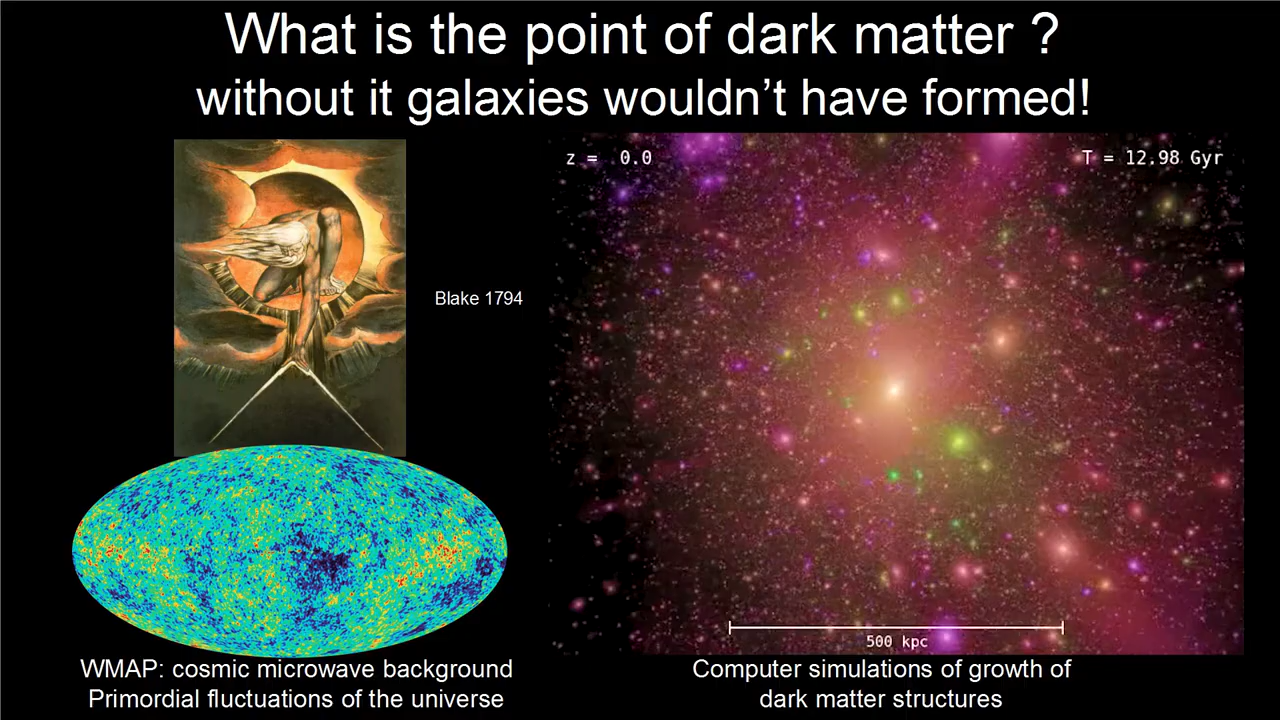 What is the point of dark matter ?
without it galaxies wouldn’t have formed!
z = 0.0
T = 12.98 Gyr
Blake 1794
500 kpc
WMAP: cosmic microwave background
Primordial fluctuations of the universe
Computer simulations of growth of
dark matter structures